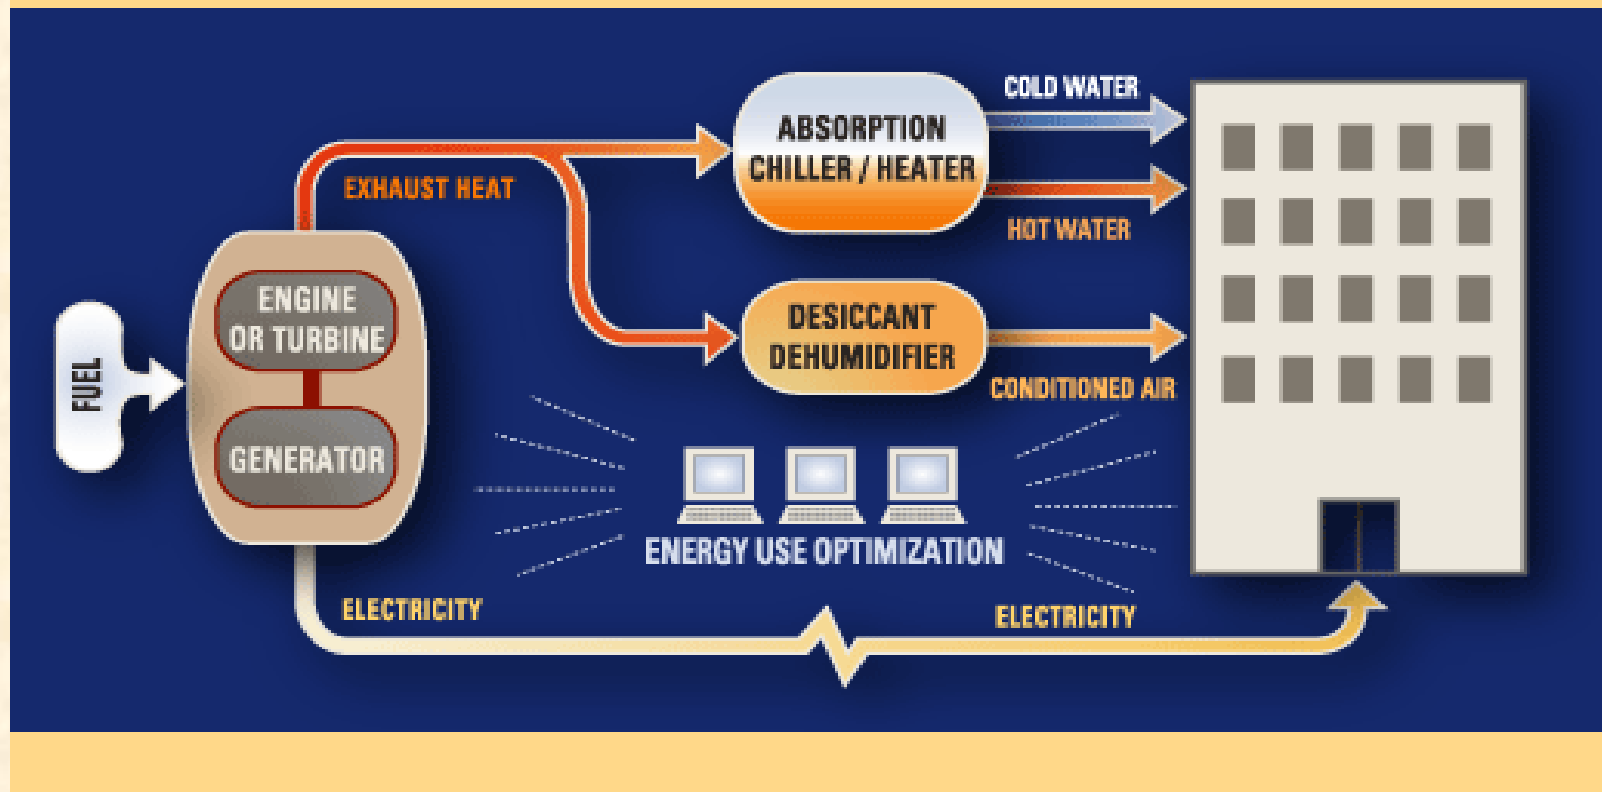 COLD WATER
ABSORPTION
CHILLER / HEATER
EXHAUST HEAT
HOT WATER
ENGINE
OR TURBINE
DESICCANT
DEHUMIDIFIER
FUEL
CONDITIONED AIR
GENERATOR
ENERGY USE OPTIMIZATION
ELECTRICITY
ELECTRICITY